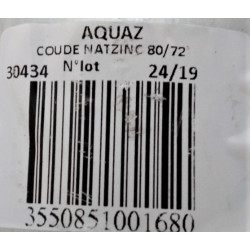 AQUAZ
COUDE NATZINC 80/72°
30434 N°lot 24/19
3550851001680